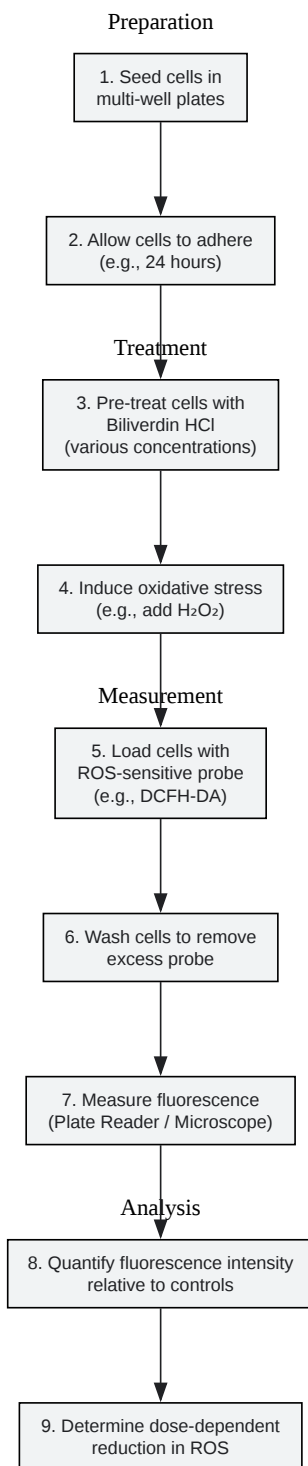 Preparation
1. Seed cells in
multi-well plates
2. Allow cells to adhere
(e.g., 24 hours)
Treatment
3. Pre-treat cells with
Biliverdin HCl
(various concentrations)
4. Induce oxidative stress
(e.g., add H₂O₂)
Measurement
5. Load cells with
ROS-sensitive probe
(e.g., DCFH-DA)
6. Wash cells to remove
excess probe
7. Measure fluorescence
(Plate Reader / Microscope)
Analysis
8. Quantify fluorescence intensity
relative to controls
9. Determine dose-dependent
reduction in ROS